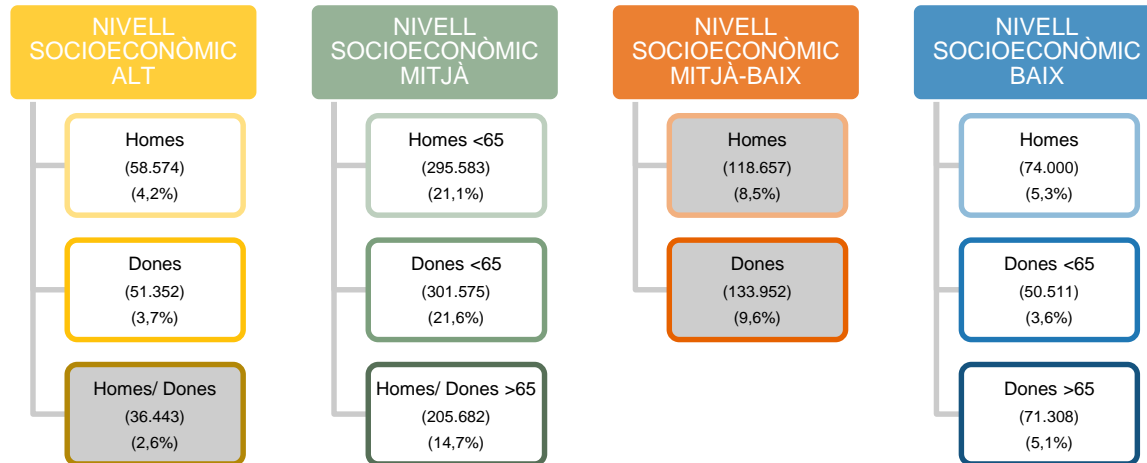 NIVELL
SOCIOECONÒMIC
ALT
Homes
(58.574)
(4,2%)
Dones
(51.352)
(3,7%)
Homes/ Dones
(36.443)
(2,6%)
NIVELL
SOCIOECONÒMIC
MITJÀ
Homes <65
(295.583)
(21,1%)
Dones <65
(301.575)
(21,6%)
Homes/ Dones >65
(205.682)
(14,7%)
NIVELL
SOCIOECONÒMIC
MITJÀ-BAIX
Homes
(118.657)
(8,5%)
Dones
(133.952)
(9,6%)
NIVELL
SOCIOECONÒMIC
BAIX
Homes
(74.000)
(5,3%)
Dones <65
(50.511)
(3,6%)
Dones >65
(71.308)
(5,1%)